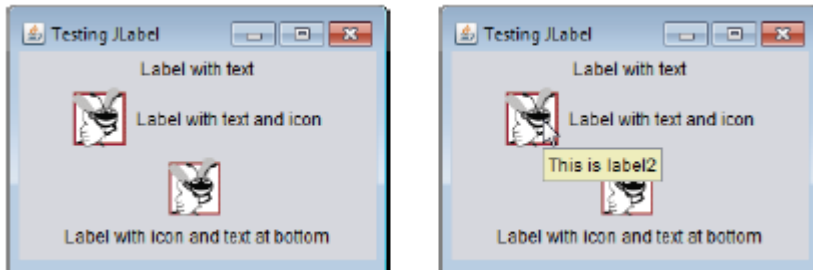 Testing JLabel
Label with text
Label with text and icon
Label with icon and text at bottom
Testing JLabel
Label with text
Label with text and icon
This is label2
Label with icon and text at bottom